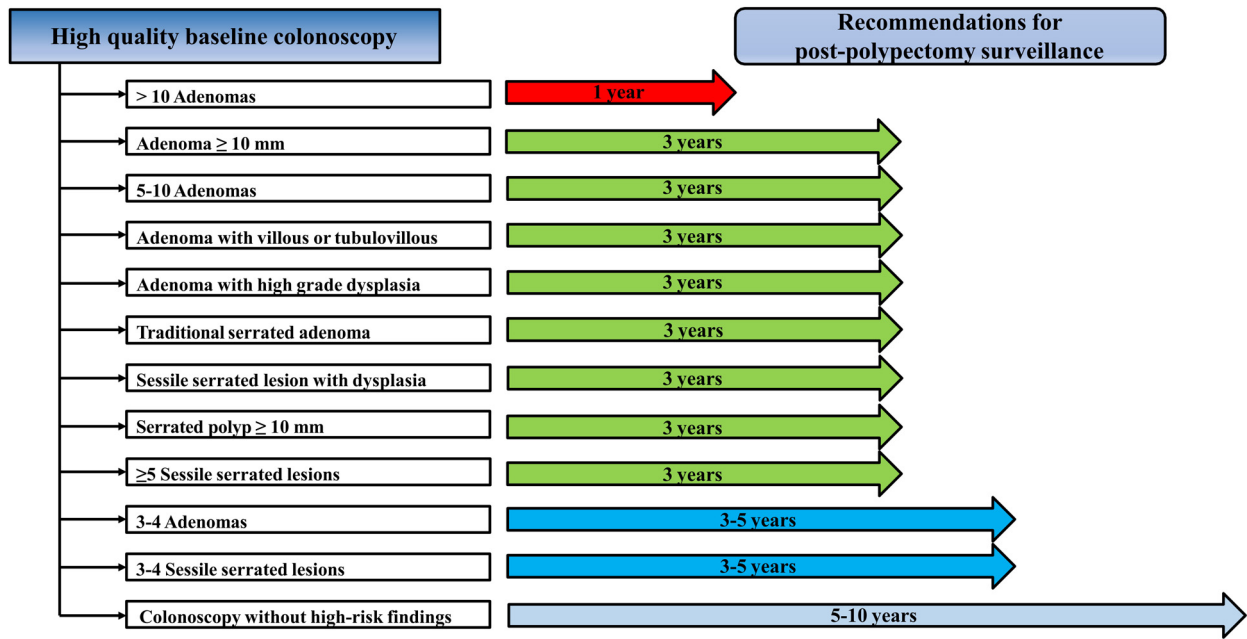 High quality baseline colonoscopy
Recommendations for
post-polypectomy surveillance
> 10 Adenomas
1 year
Adenoma ≥ 10 mm
3 years
5-10 Adenomas
3 years
Adenoma with villous or tubulovillous
3 years
Adenoma with high grade dysplasia
3 years
Traditional serrated adenoma
3 years
Sessile serrated lesion with dysplasia
3 years
Serrated polyp ≥ 10 mm
3 years
≥5 Sessile serrated lesions
3 years
3-4 Adenomas
3-5 years
3-4 Sessile serrated lesions
3-5 years
Colonoscopy without high-risk findings
5-10 years